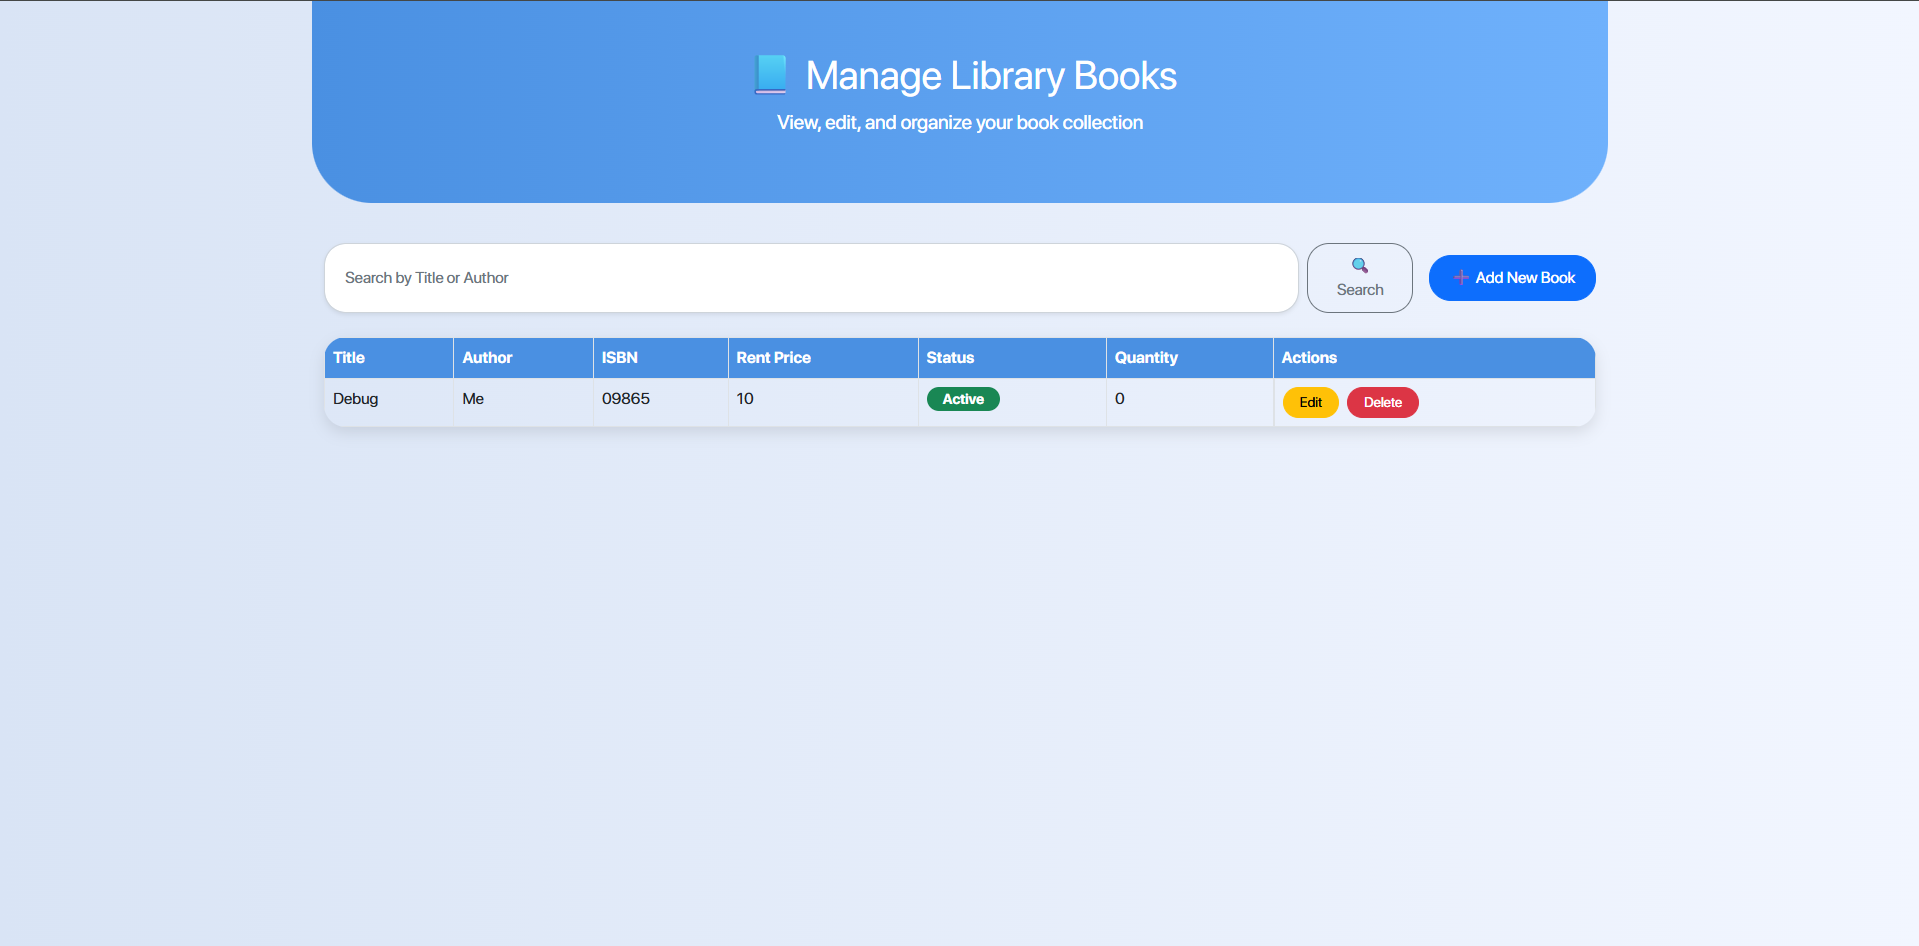 Manage Library Books
View, edit, and organize your book collection
Search by Title or Author
Search
Add New Book
Title Author ISBN Rent Price Status Quantity Actions
Debug Me 09865 10 Active 0 Edit Delete